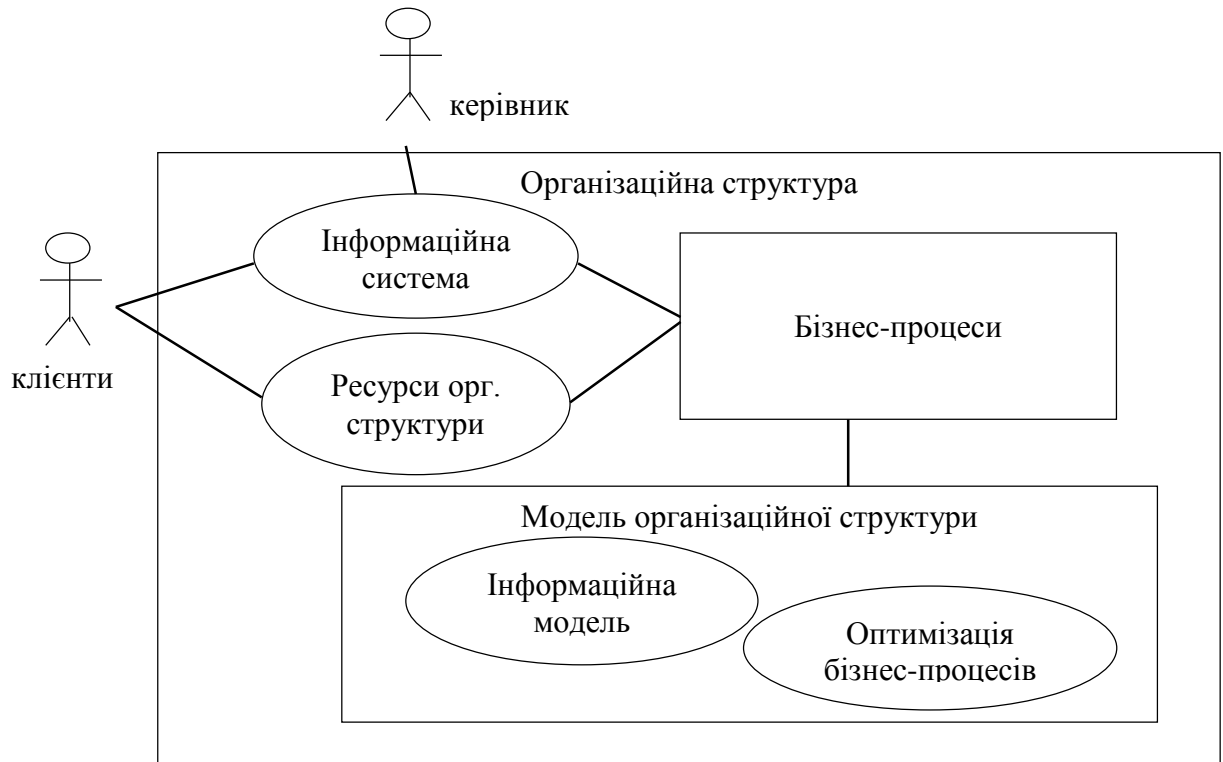 керівник
Організаційна структура
Інформаційна
система
Бізнес-процеси
клієнти
Ресурси орг.
структури
Модель організаційної структури
Інформаційна
модель
Оптимізація
бізнес-процесів